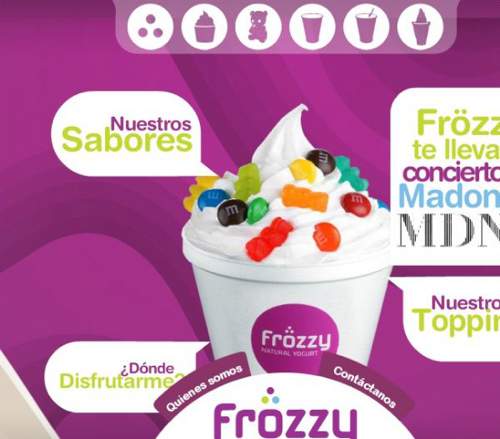 Nuestros
Sabores
Frözz
te lleva
concierto
Madon
MDN
m
m
m
m
Frözzy
NATURAL YOGURT
Nuestro
Toppin
¿Dónde
Disfrutarme?
Quienes somos
Contáctanos
Frözzy